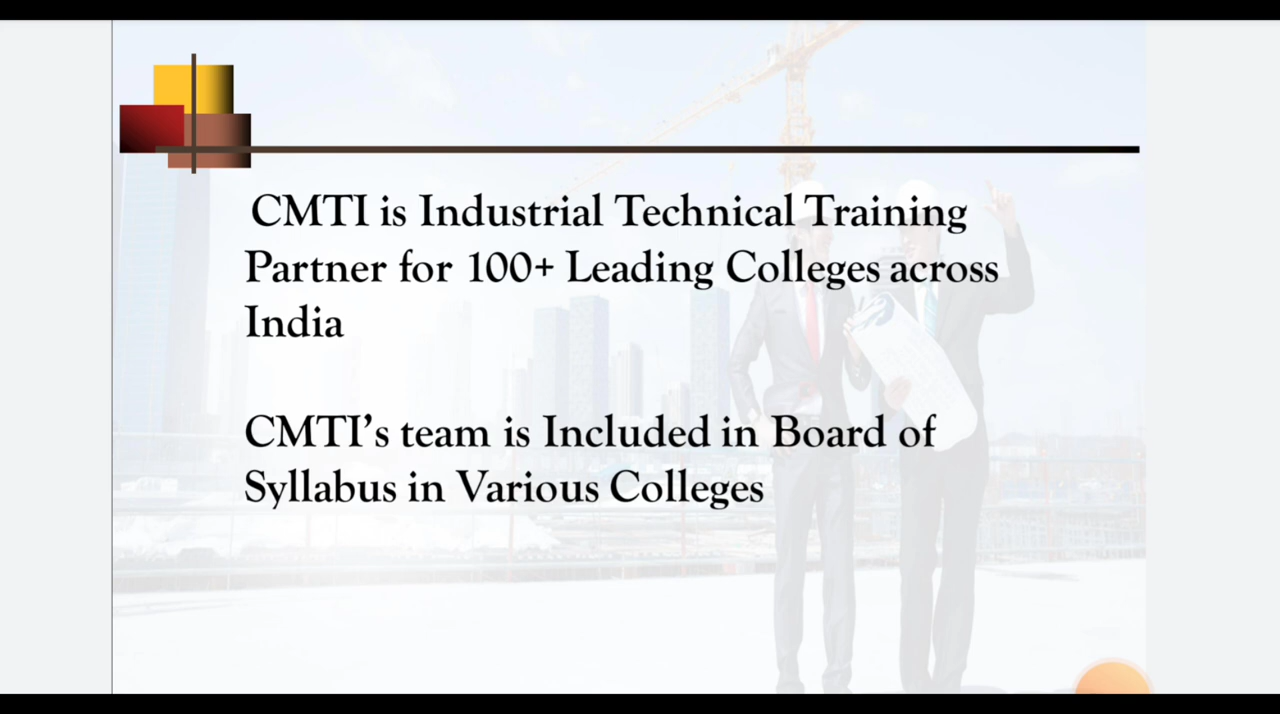 CMTI is Industrial Technical Training
Partner for 100+ Leading Colleges across
India
CMTI’s team is Included in Board of
Syllabus in Various Colleges